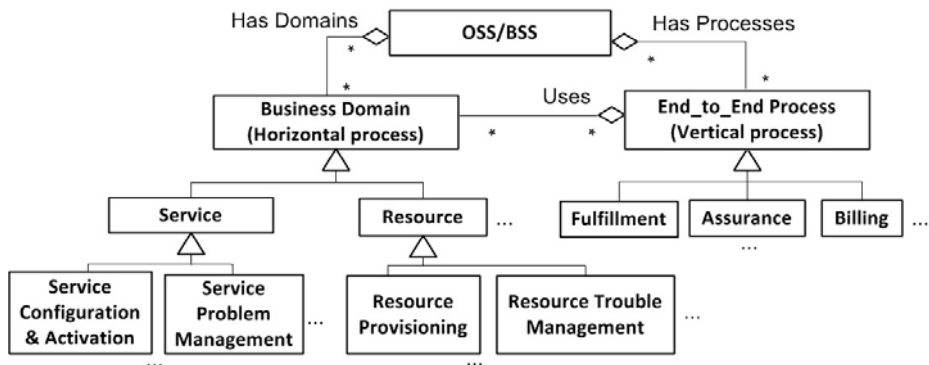 Has Domains
OSS/BSS
Has Processes
*
*
*
*
Business Domain
(Horizontal process)
Uses
*
*
End_to_End Process
(Vertical process)
Service
Resource
...
Fulfillment
Assurance
Billing
...
...
Service
Configuration
& Activation
Service
Problem
Management
...
Resource
Provisioning
Resource Trouble
Management
...
...
...